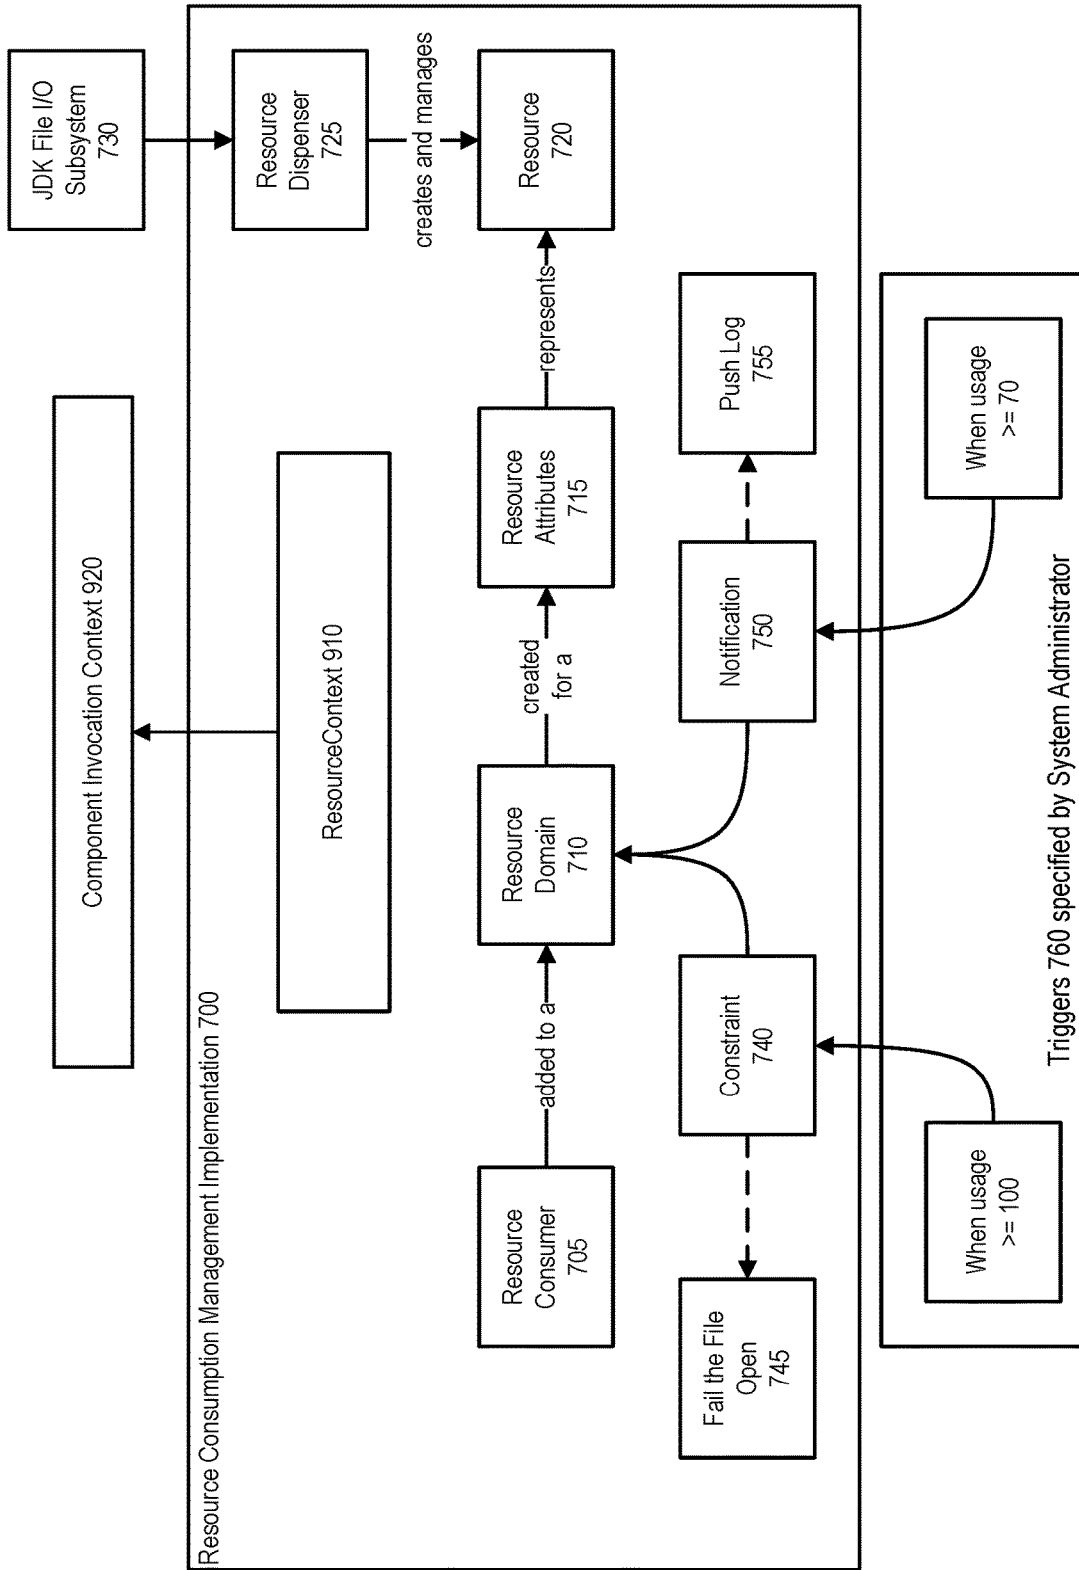 Component Invocation Context 920
JDK File I/O
Subsystem
730
Resource Consumption Management Implementation 700
ResourceContext 910
Resource
Dispenser
725
creates and manages
Resource
Consumer
705
added to a
Resource
Domain
710
created
for a
Resource
Attributes
715
represents
Resource
720
Fail the File
Open
745
Constraint
740
Notification
750
Push Log
755
When usage
>= 100
When usage
>= 70
Triggers 760 specified by System Administrator